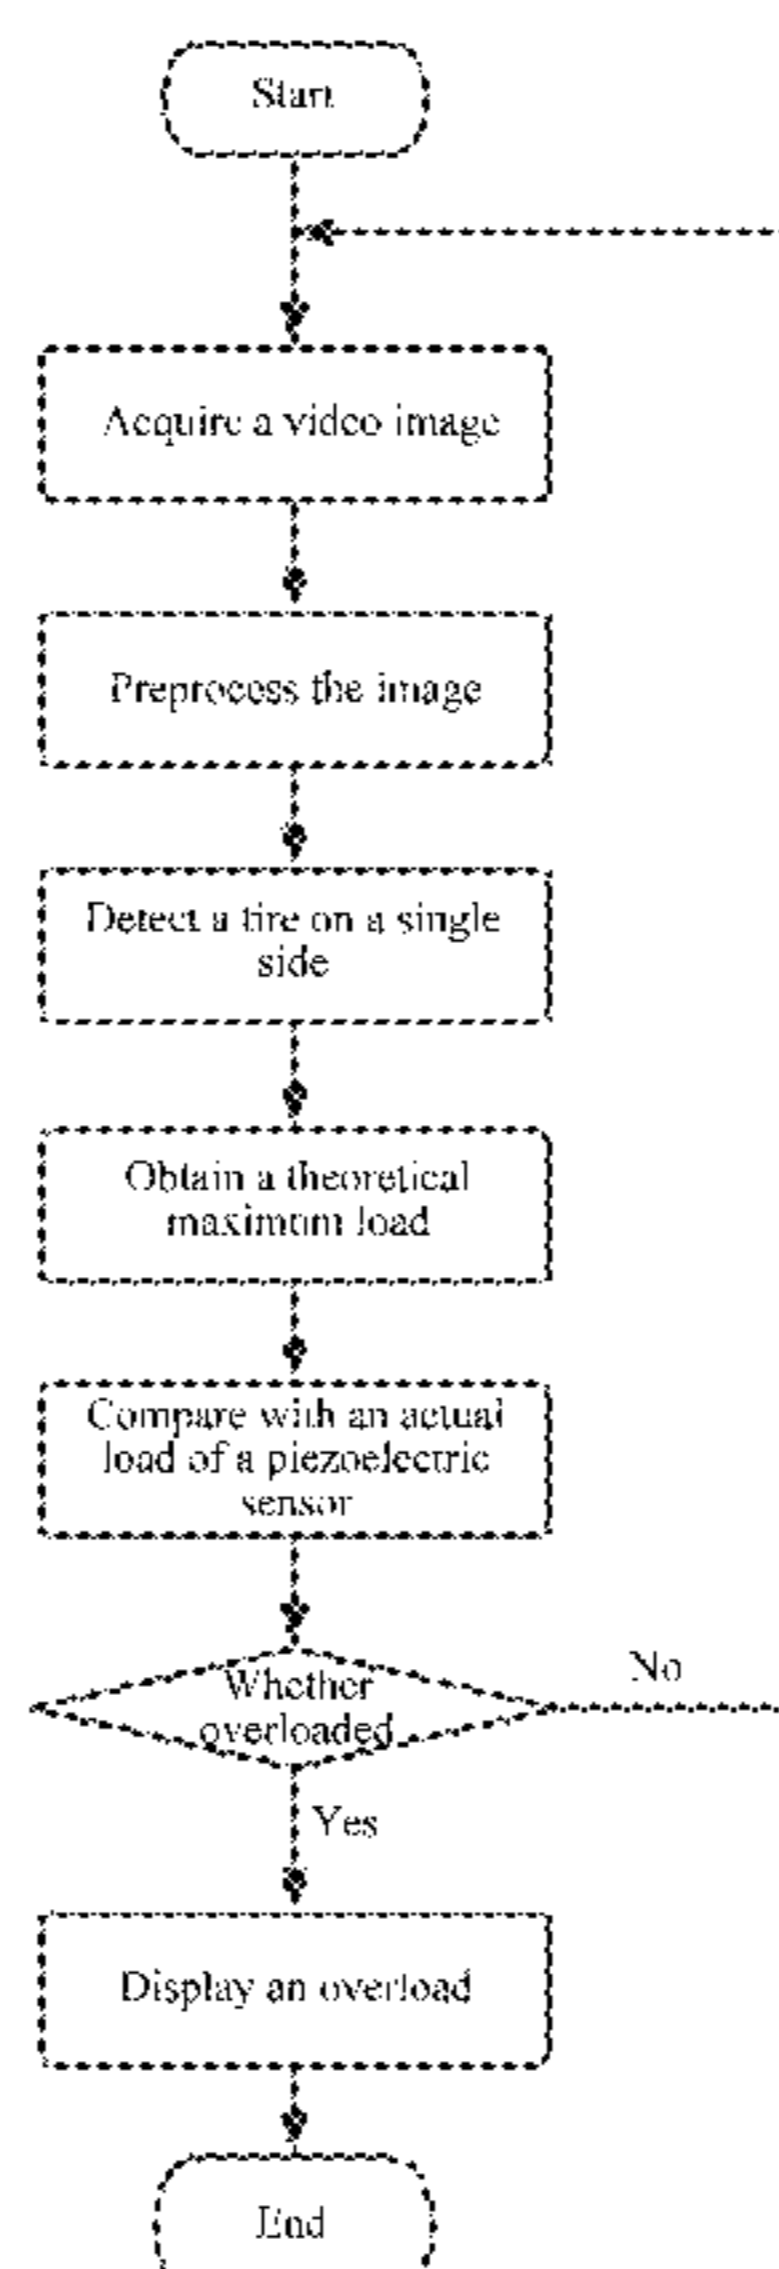 Start
Acquire a video image
Preprocess the image
Detect a tire on a single
side
Obtain a theoretical
maximum load
Compare with an actual
load of a piezoelectric
sensor
Whether
overloaded
No
Yes
Display an overload
End